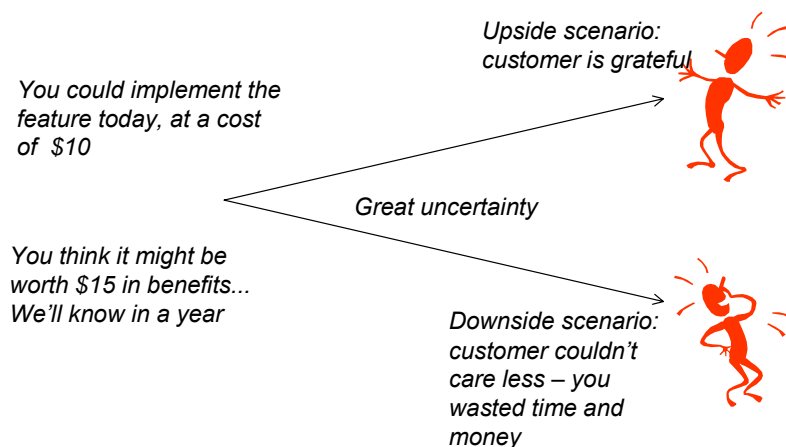 Upside scenario:
customer is grateful
You could implement the
feature today, at a cost
of $10
Great uncertainty
You think it might be
worth $15 in benefits...
We'll know in a year
Downside scenario:
customer couldn't
care less – you
wasted time and
money